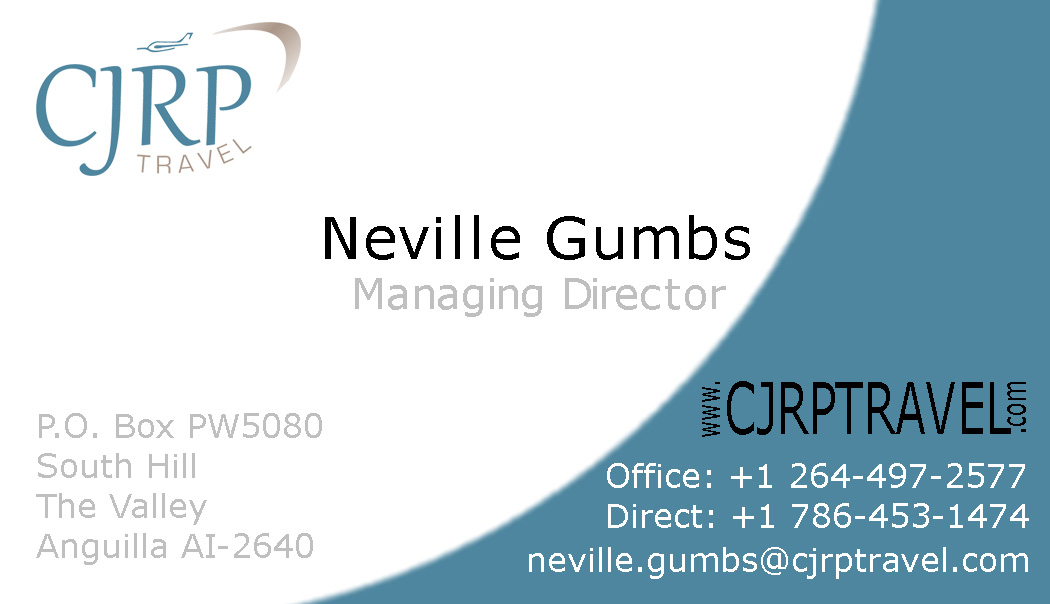 CJRP
TRAVEL
Neville Gumbs
Managing Director
www.CJRPTRAVEL.com
P.O. Box PW5080
South Hill
The Valley
Anguilla AI-2640
Office: +1 264-497-2577
Direct: +1 786-453-1474
neville.gumbs@cjrptravel.com